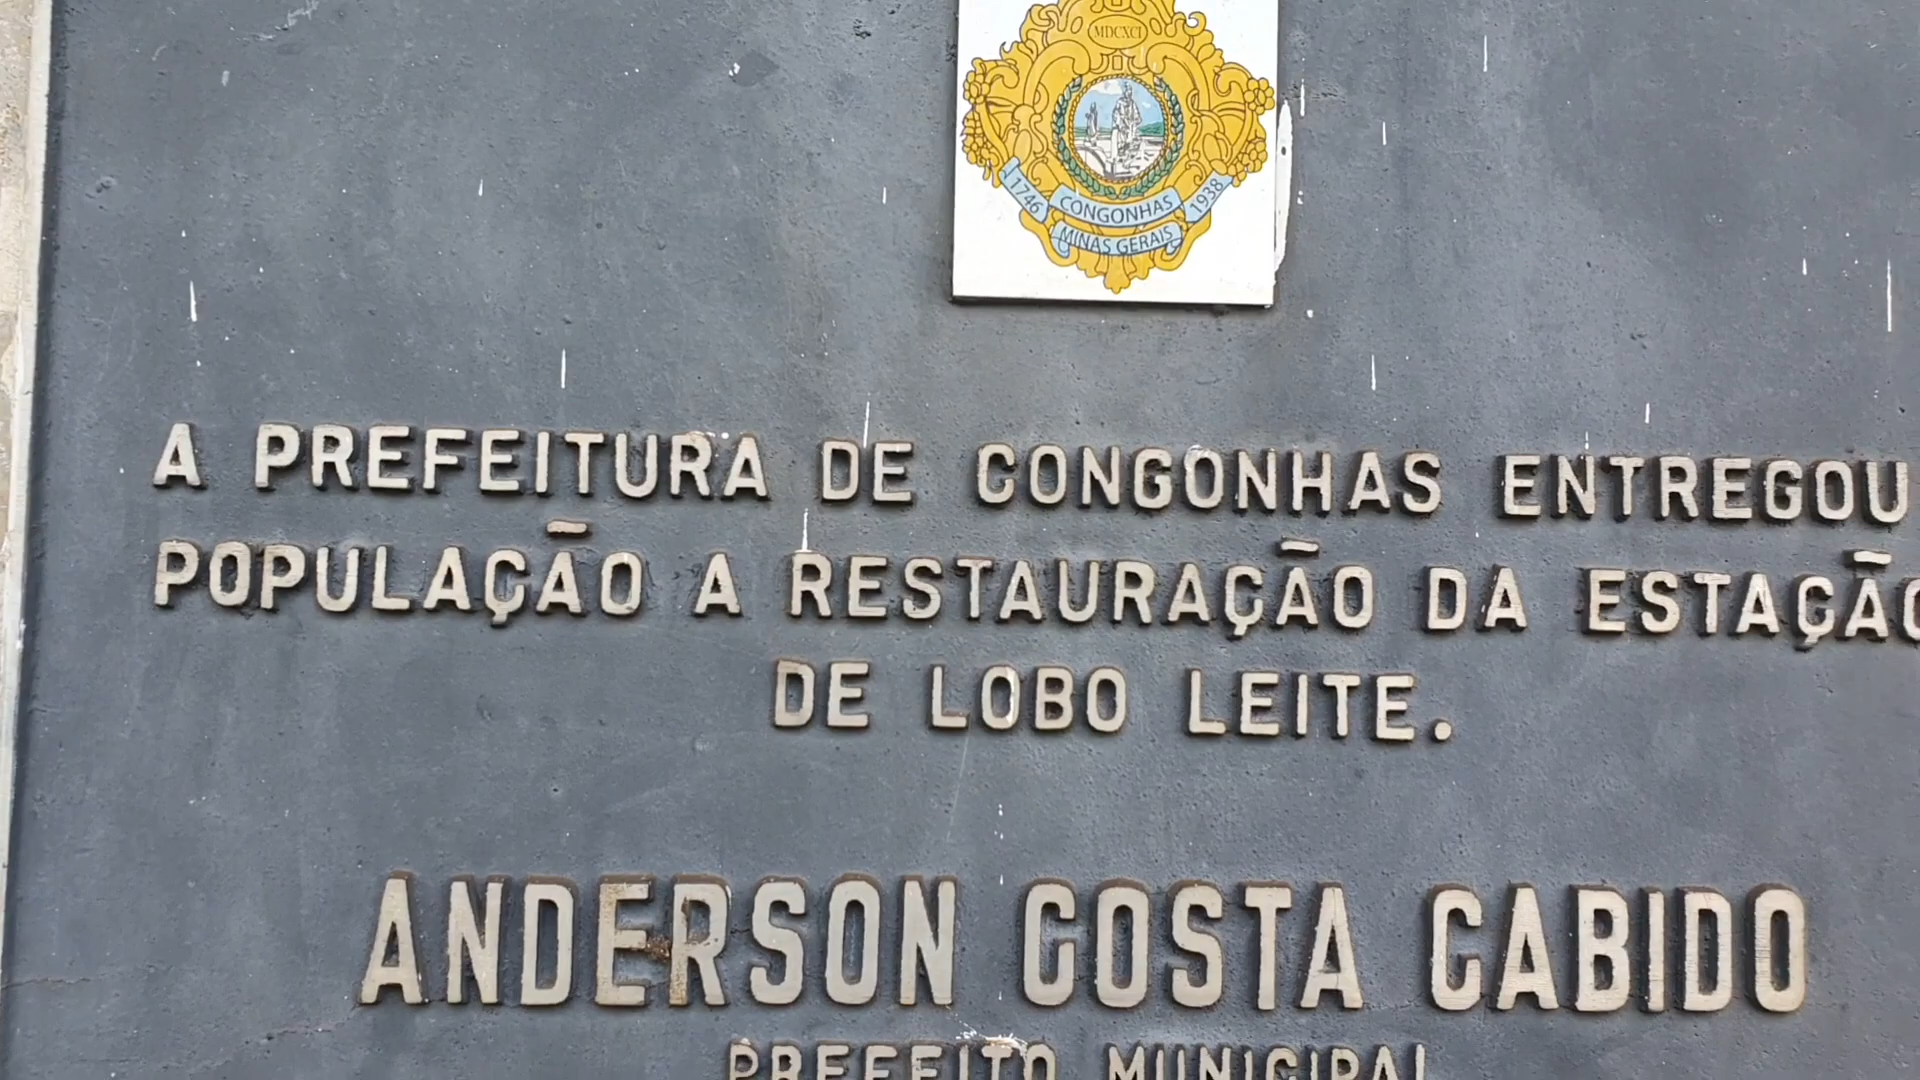 MDCXCI
1746 CONGONHAS 1938
MINAS GERAIS
A PREFEITURA DE CONGONHAS ENTREGOU
POPULAÇÃO A RESTAURAÇÃO DA ESTAÇÃO
DE LOBO LEITE.
ANDERSON COSTA CABIDO
PREFEITO MUNICIPAL